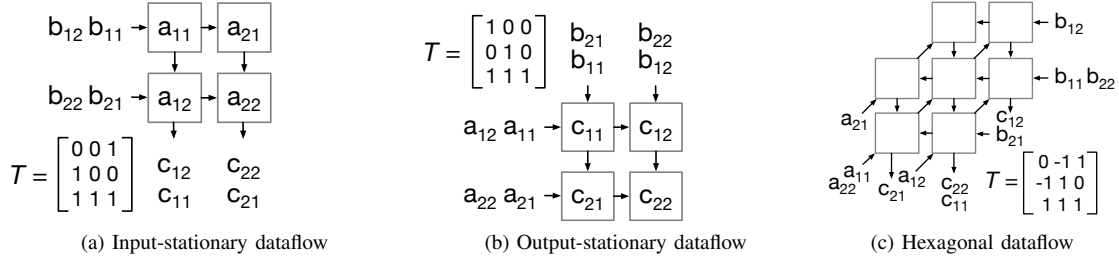 b12 b11 a11 a21
b22 b21 a12 a22
T = [0 0 1
1 0 0
1 1 1]
c12 c22
c11 c21
(a) Input-stationary dataflow
T = [1 0 0
0 1 0
1 1 1]
b21 b22
b11 b12
a12 a11 c11 c12
a22 a21 c21 c22
(b) Output-stationary dataflow
b12
b11 b22
a21
c12
b21
a11
a22
c21
a12
c22
c11
T = [0 -1 1
-1 1 0
1 1 1]
(c) Hexagonal dataflow